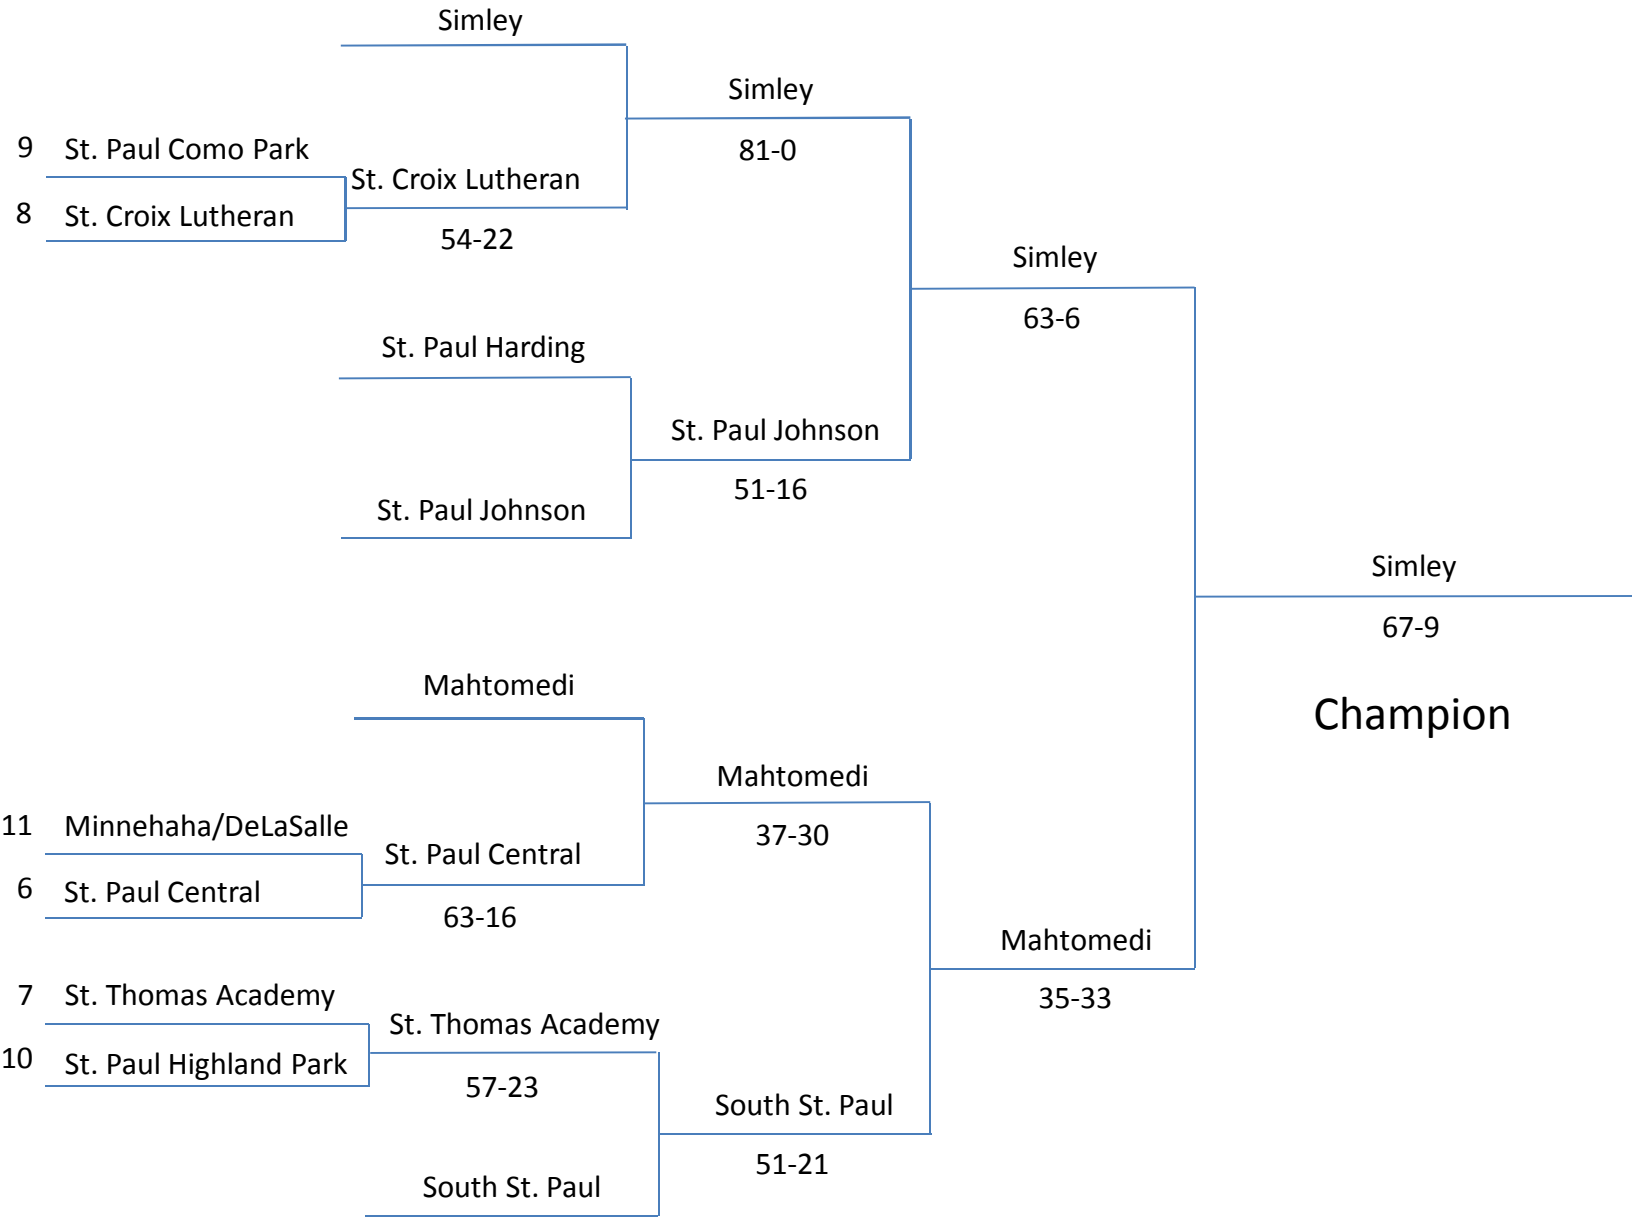 Simley
Simley
81-0
9 St. Paul Como Park
St. Croix Lutheran
8 St. Croix Lutheran
54-22
Simley
63-6
St. Paul Harding
St. Paul Johnson
51-16
St. Paul Johnson
Simley
67-9
Champion
Mahtomedi
Mahtomedi
37-30
11 Minnehaha/DeLaSalle
St. Paul Central
6 St. Paul Central
63-16
Mahtomedi
35-33
7 St. Thomas Academy
St. Thomas Academy
10 St. Paul Highland Park
57-23
South St. Paul
51-21
South St. Paul